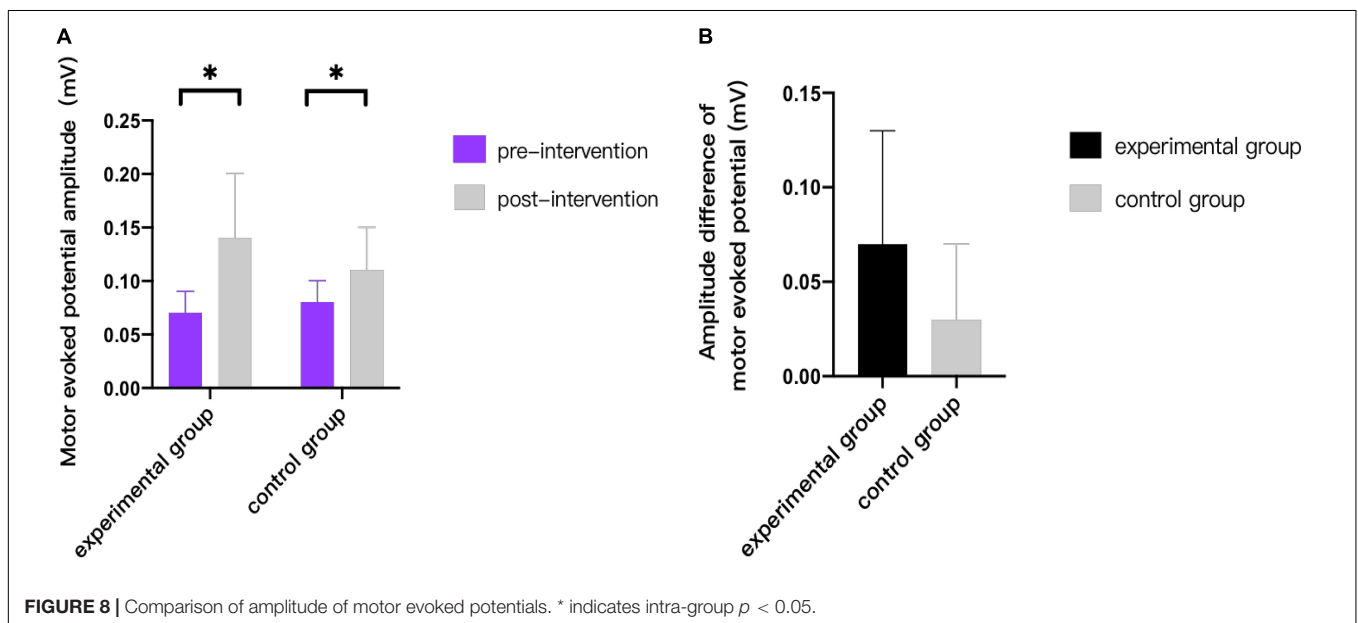 A
Motor evoked potential amplitude (mV)
0.25
0.20
0.15
0.10
0.05
0.00
*
*
experimental group
control group
pre–intervention
post–intervention
B
Amplitude difference of
motor evoked potential (mV)
0.15
0.10
0.05
0.00
experimental group
control group
experimental group
control group
FIGURE 8 | Comparison of amplitude of motor evoked potentials. * indicates intra-group p < 0.05.